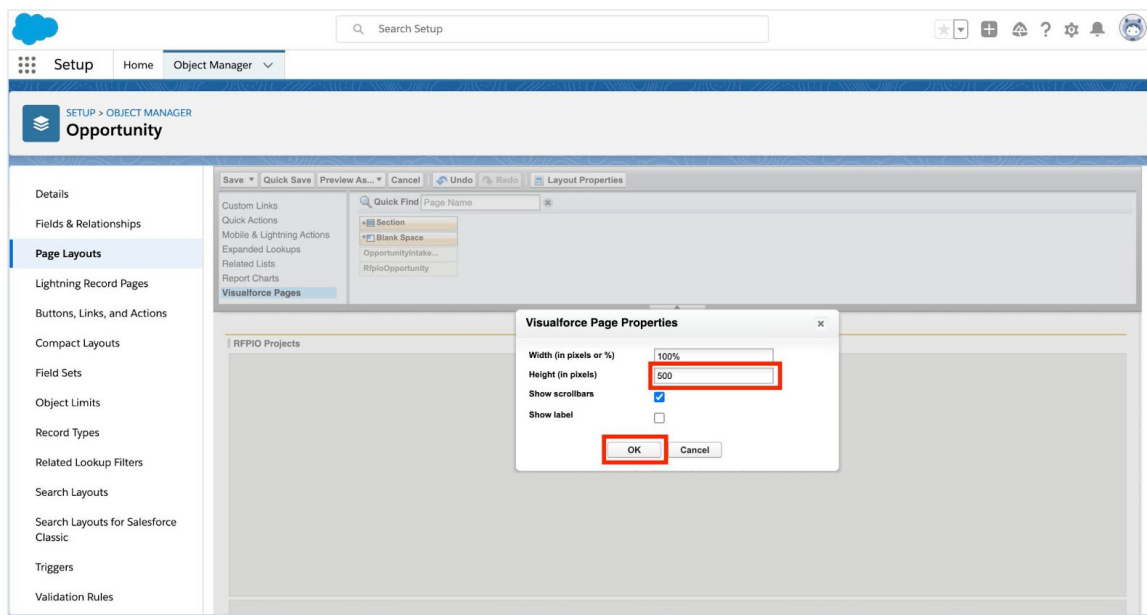 Search Setup
Setup
Home
Object Manager
SETUP > OBJECT MANAGER
Opportunity
Details
Fields & Relationships
Page Layouts
Lightning Record Pages
Buttons, Links, and Actions
Compact Layouts
Field Sets
Object Limits
Record Types
Related Lookup Filters
Search Layouts
Search Layouts for Salesforce
Classic
Triggers
Validation Rules
Save Quick Save Preview As... Cancel Undo Redo Layout Properties
Custom Links
Quick Actions
Mobile & Lightning Actions
Expanded Lookups
Related Lists
Report Charts
Visualforce Pages
Quick Find Page Name
Section
Blank Space
OpportunityIntake...
RfpioOpportunity
RFPIO Projects
Visualforce Page Properties
Width (in pixels or %) 100%
Height (in pixels) 500
Show scrollbars
Show label
OK Cancel